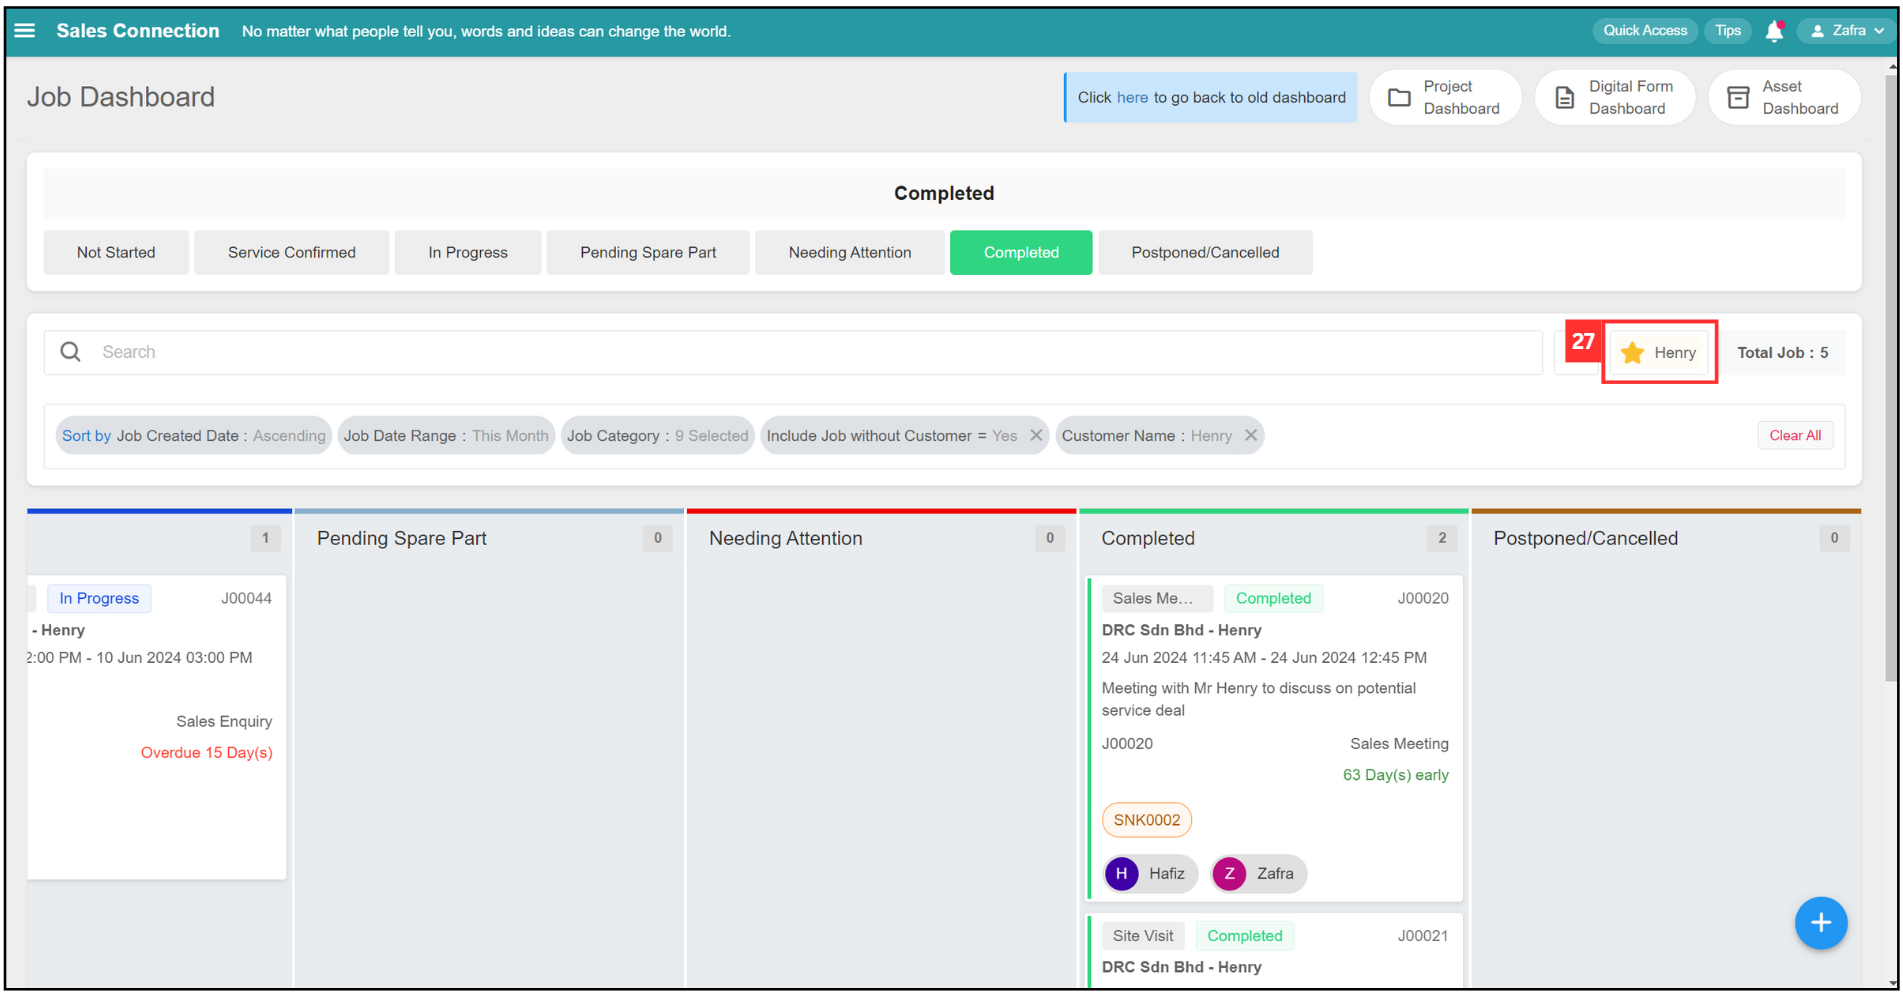 Sales Connection
No matter what people tell you, words and ideas can change the world.
Quick Access
Tips
Zafra
Job Dashboard
Click here to go back to old dashboard
Project
Dashboard
Digital Form
Dashboard
Asset
Dashboard
Completed
Not Started
Service Confirmed
In Progress
Pending Spare Part
Needing Attention
Completed
Postponed/Cancelled
Search
27
Henry
Total Job : 5
Sort by Job Created Date : Ascending
Job Date Range : This Month
Job Category : 9 Selected
Include Job without Customer = Yes
Customer Name : Henry
Clear All
1
Pending Spare Part
0
Needing Attention
0
Completed
2
Postponed/Cancelled
0
In Progress
J00044
- Henry
2:00 PM - 10 Jun 2024 03:00 PM
Sales Enquiry
Overdue 15 Day(s)
Sales Me...
Completed
J00020
DRC Sdn Bhd - Henry
24 Jun 2024 11:45 AM - 24 Jun 2024 12:45 PM
Meeting with Mr Henry to discuss on potential
service deal
J00020
Sales Meeting
63 Day(s) early
SNK0002
H
Hafiz
Z
Zafra
Site Visit
Completed
J00021
DRC Sdn Bhd - Henry